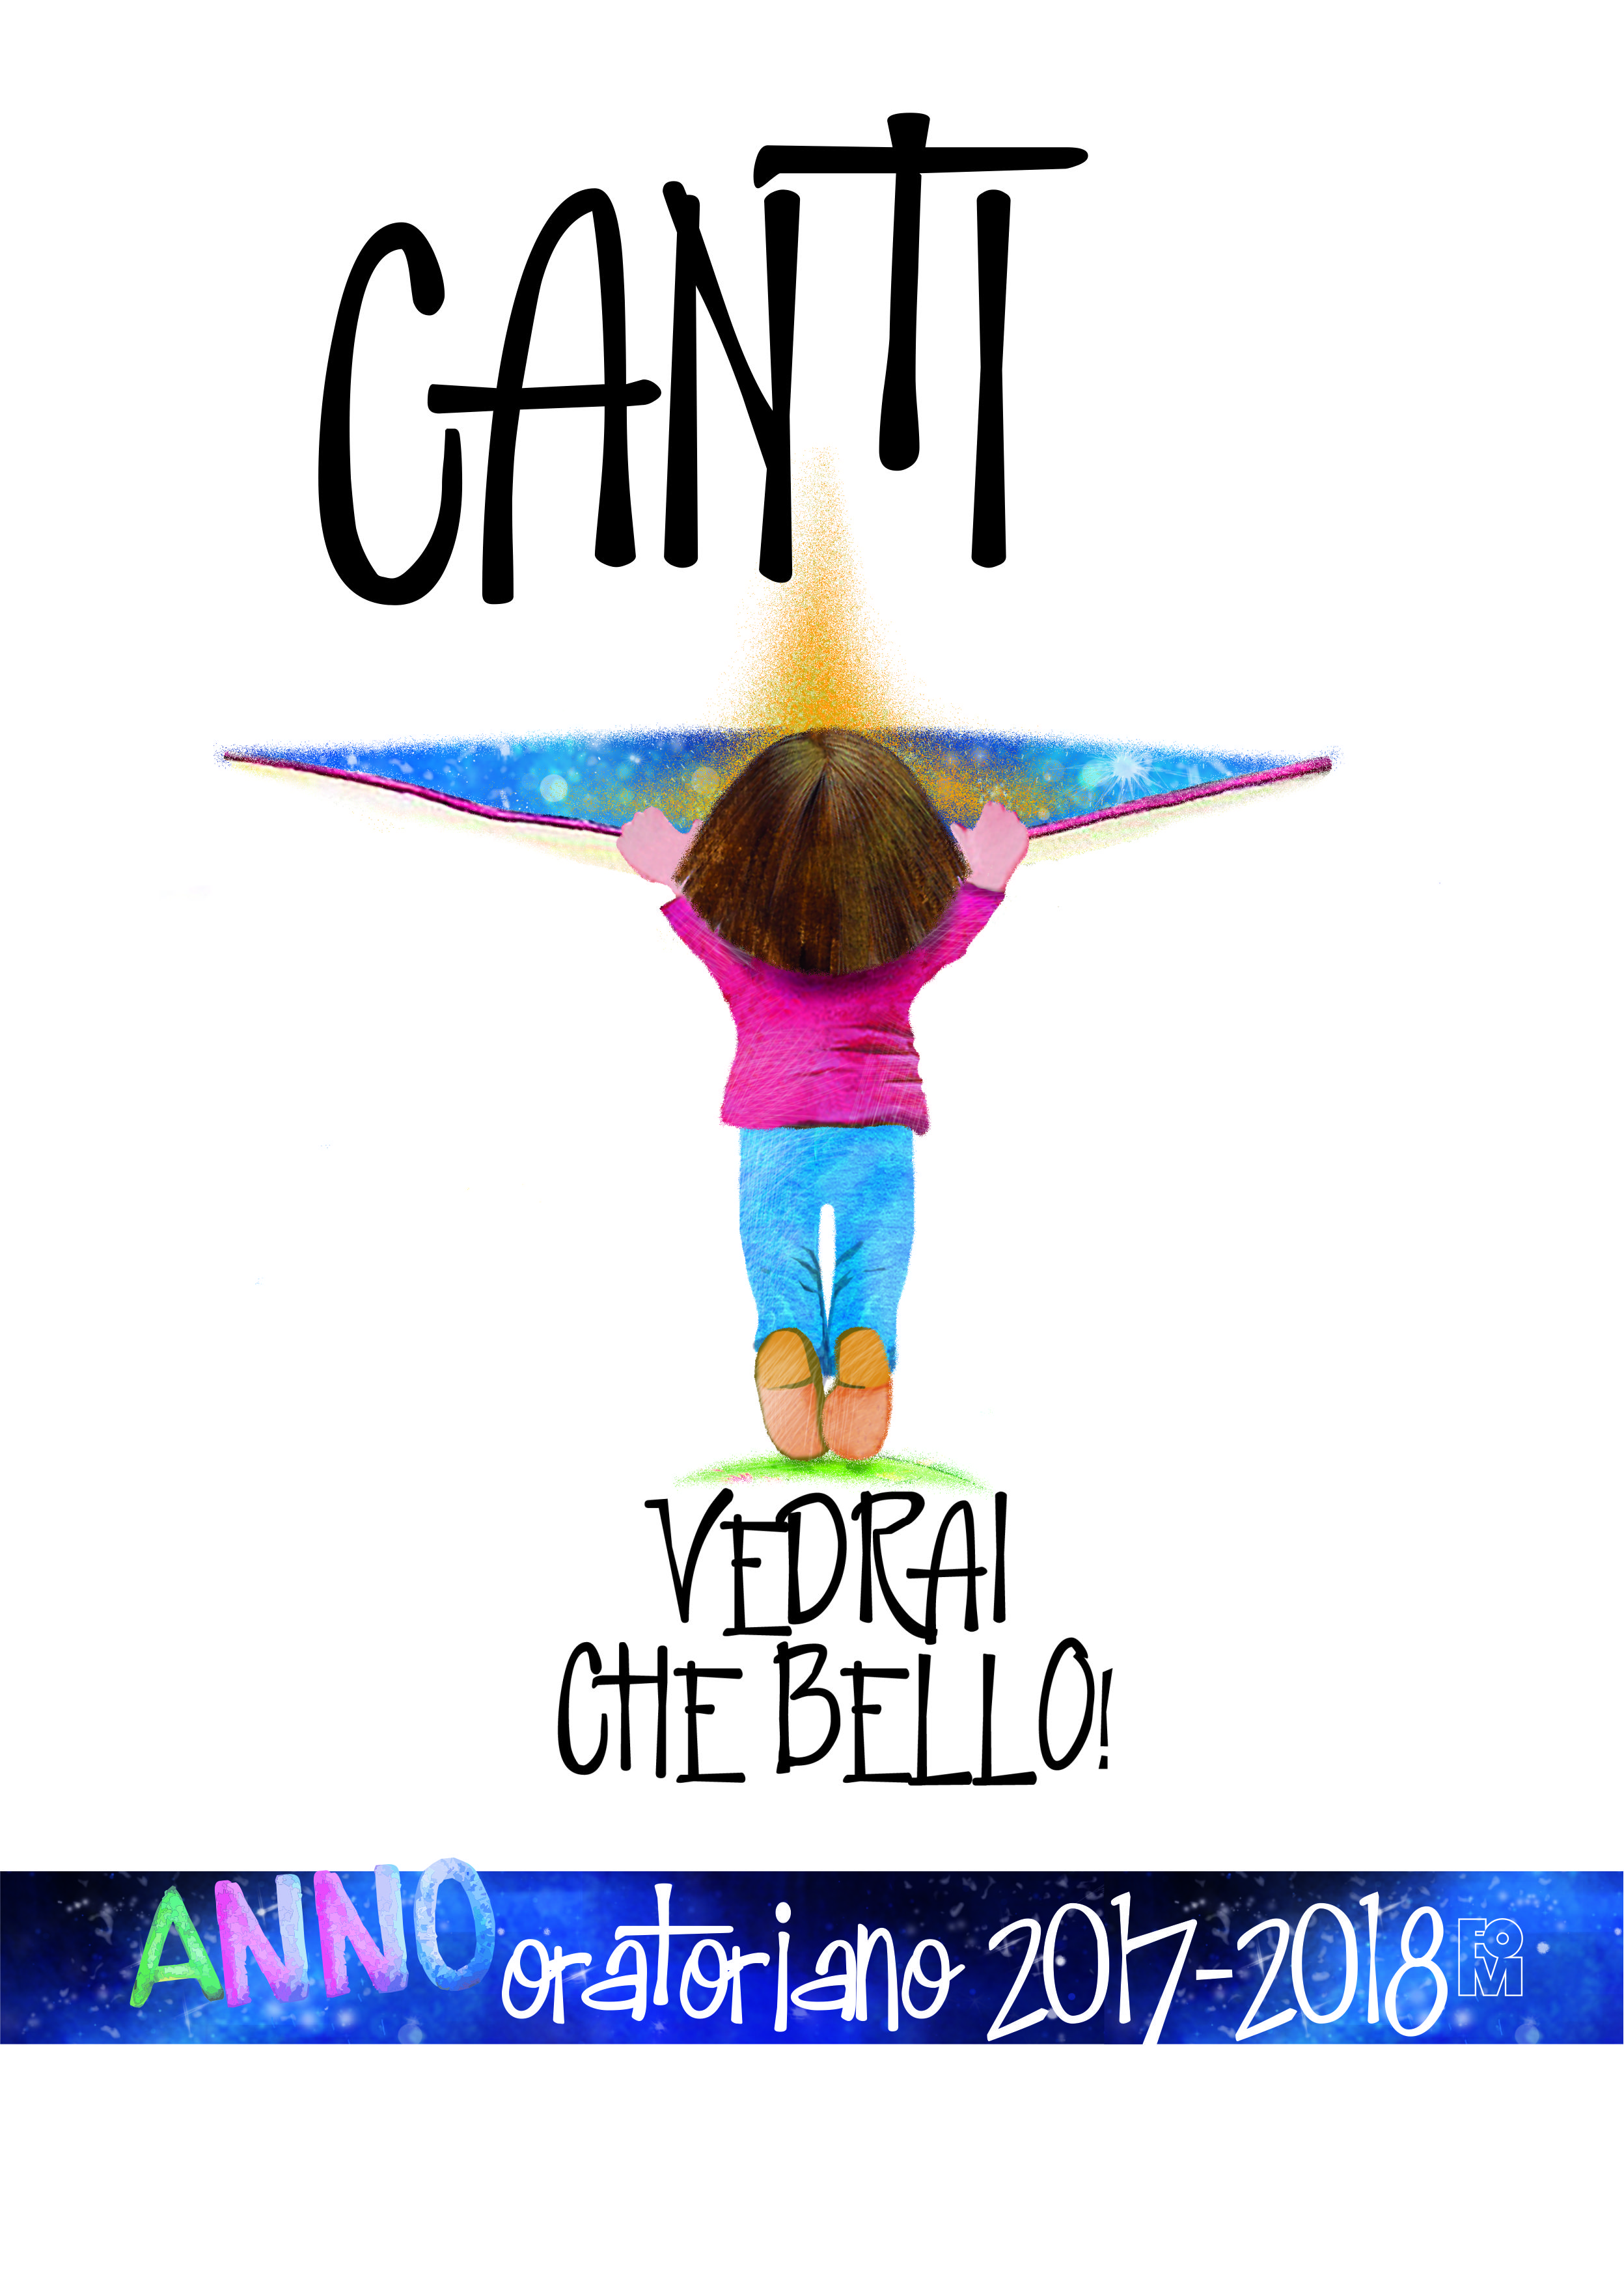 CANTI
VEDRAI
CHE BELLO!
ANNO oratoriano 2017-2018 FOM